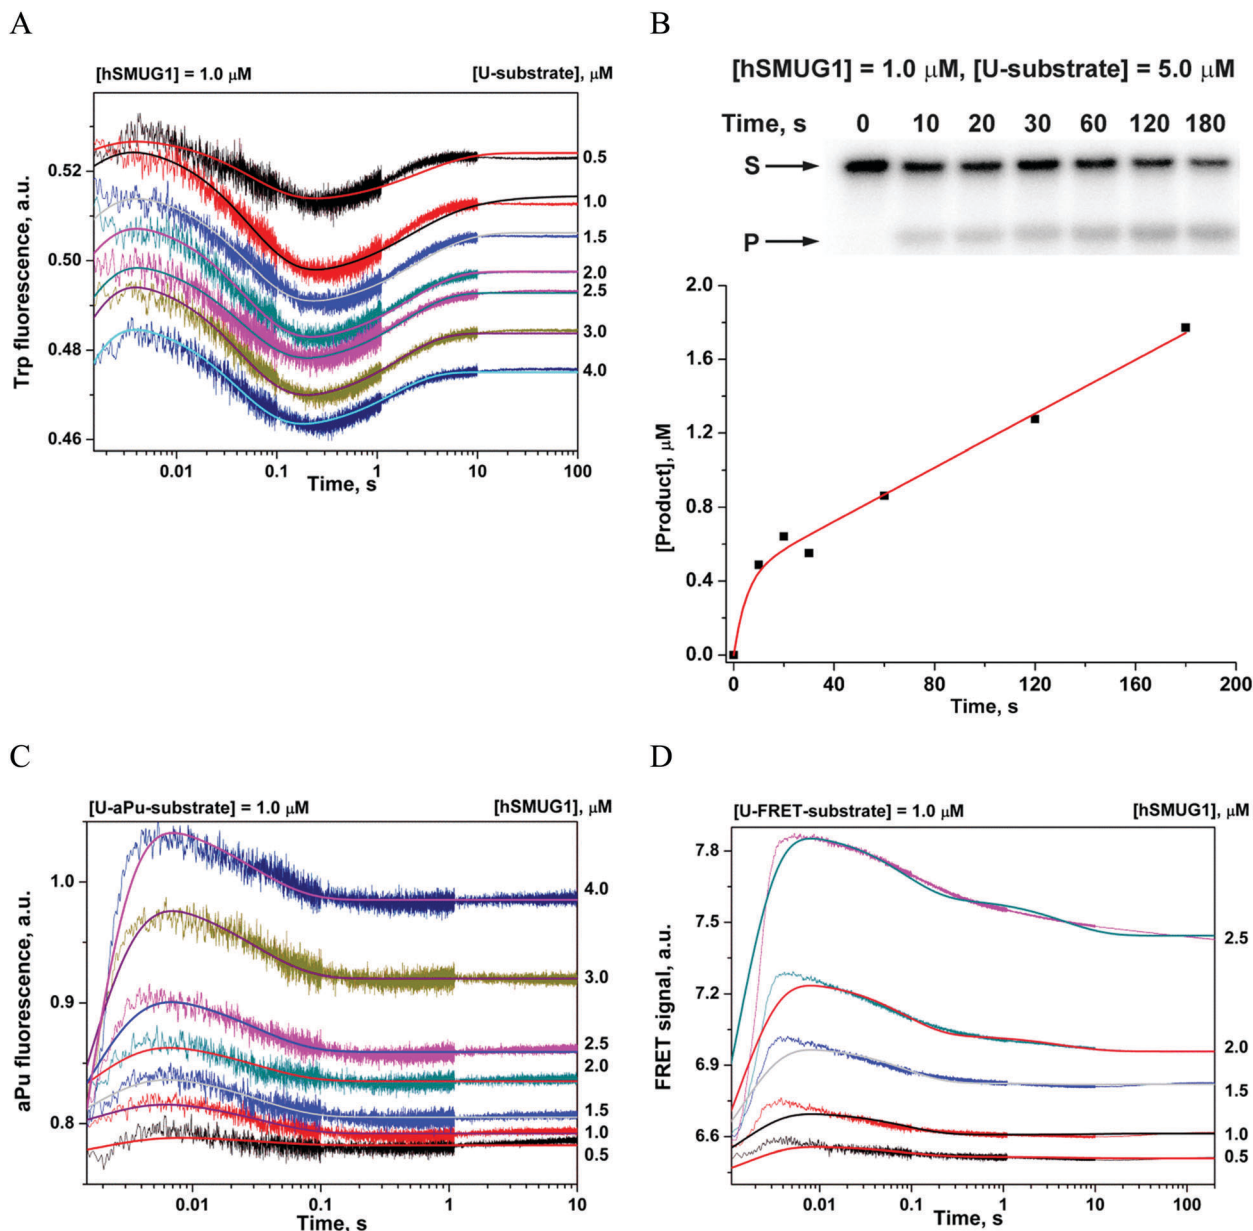 A
[hSMUG1] = 1.0 μM [U-substrate], μM
Trp fluorescence, a.u.
0.52
0.50
0.48
0.46
0.5
1.0
1.5
2.0
2.5
3.0
4.0
0.01 0.1 1 10 100
Time, s
B
[hSMUG1] = 1.0 μM, [U-substrate] = 5.0 μM
Time, s 0 10 20 30 60 120 180
S
P
[Product], μM
2.0
1.6
1.2
0.8
0.4
0.0
0 40 80 120 160 200
Time, s
C
[U-aPu-substrate] = 1.0 μM [hSMUG1], μM
aPu fluorescence, a.u.
1.0
0.9
0.8
4.0
3.0
2.5
2.0
1.5
1.0
0.5
0.01 0.1 1 10
Time, s
D
[U-FRET-substrate] = 1.0 μM [hSMUG1], μM
FRET signal, a.u.
7.8
7.5
7.2
6.9
6.6
2.5
2.0
1.5
1.0
0.5
0.01 0.1 1 10 100
Time, s